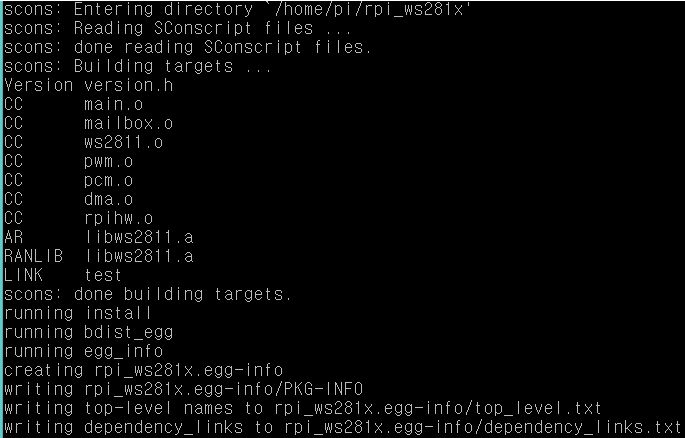 scons: Entering directory `/home/pi/rpi_ws281x'
scons: Reading SConscript files ...
scons: done reading SConscript files.
scons: Building targets ...
Version version.h
CC      main.o
CC      mailbox.o
CC      ws2811.o
CC      pwm.o
CC      pcm.o
CC      dma.o
CC      rpihw.o
AR      libws2811.a
RANLIB  libws2811.a
LINK    test
scons: done building targets.
running install
running bdist_egg
running egg_info
creating rpi_ws281x.egg-info
writing rpi_ws281x.egg-info/PKG-INFO
writing top-level names to rpi_ws281x.egg-info/top_level.txt
writing dependency_links to rpi_ws281x.egg-info/dependency_links.txt